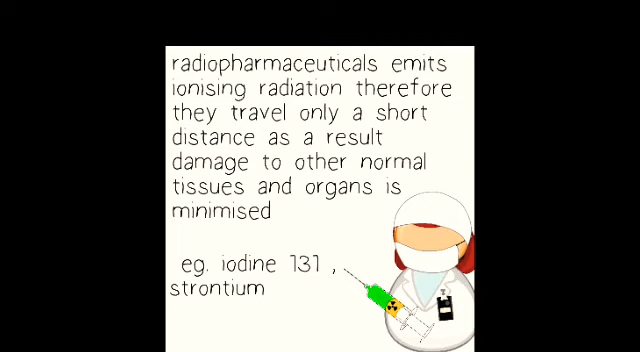 radiopharmaceuticals emits
ionising radiation therefore
they travel only a short
distance as a result
damage to other normal
tissues and organs is
minimised
eg. iodine 131 ,
strontium